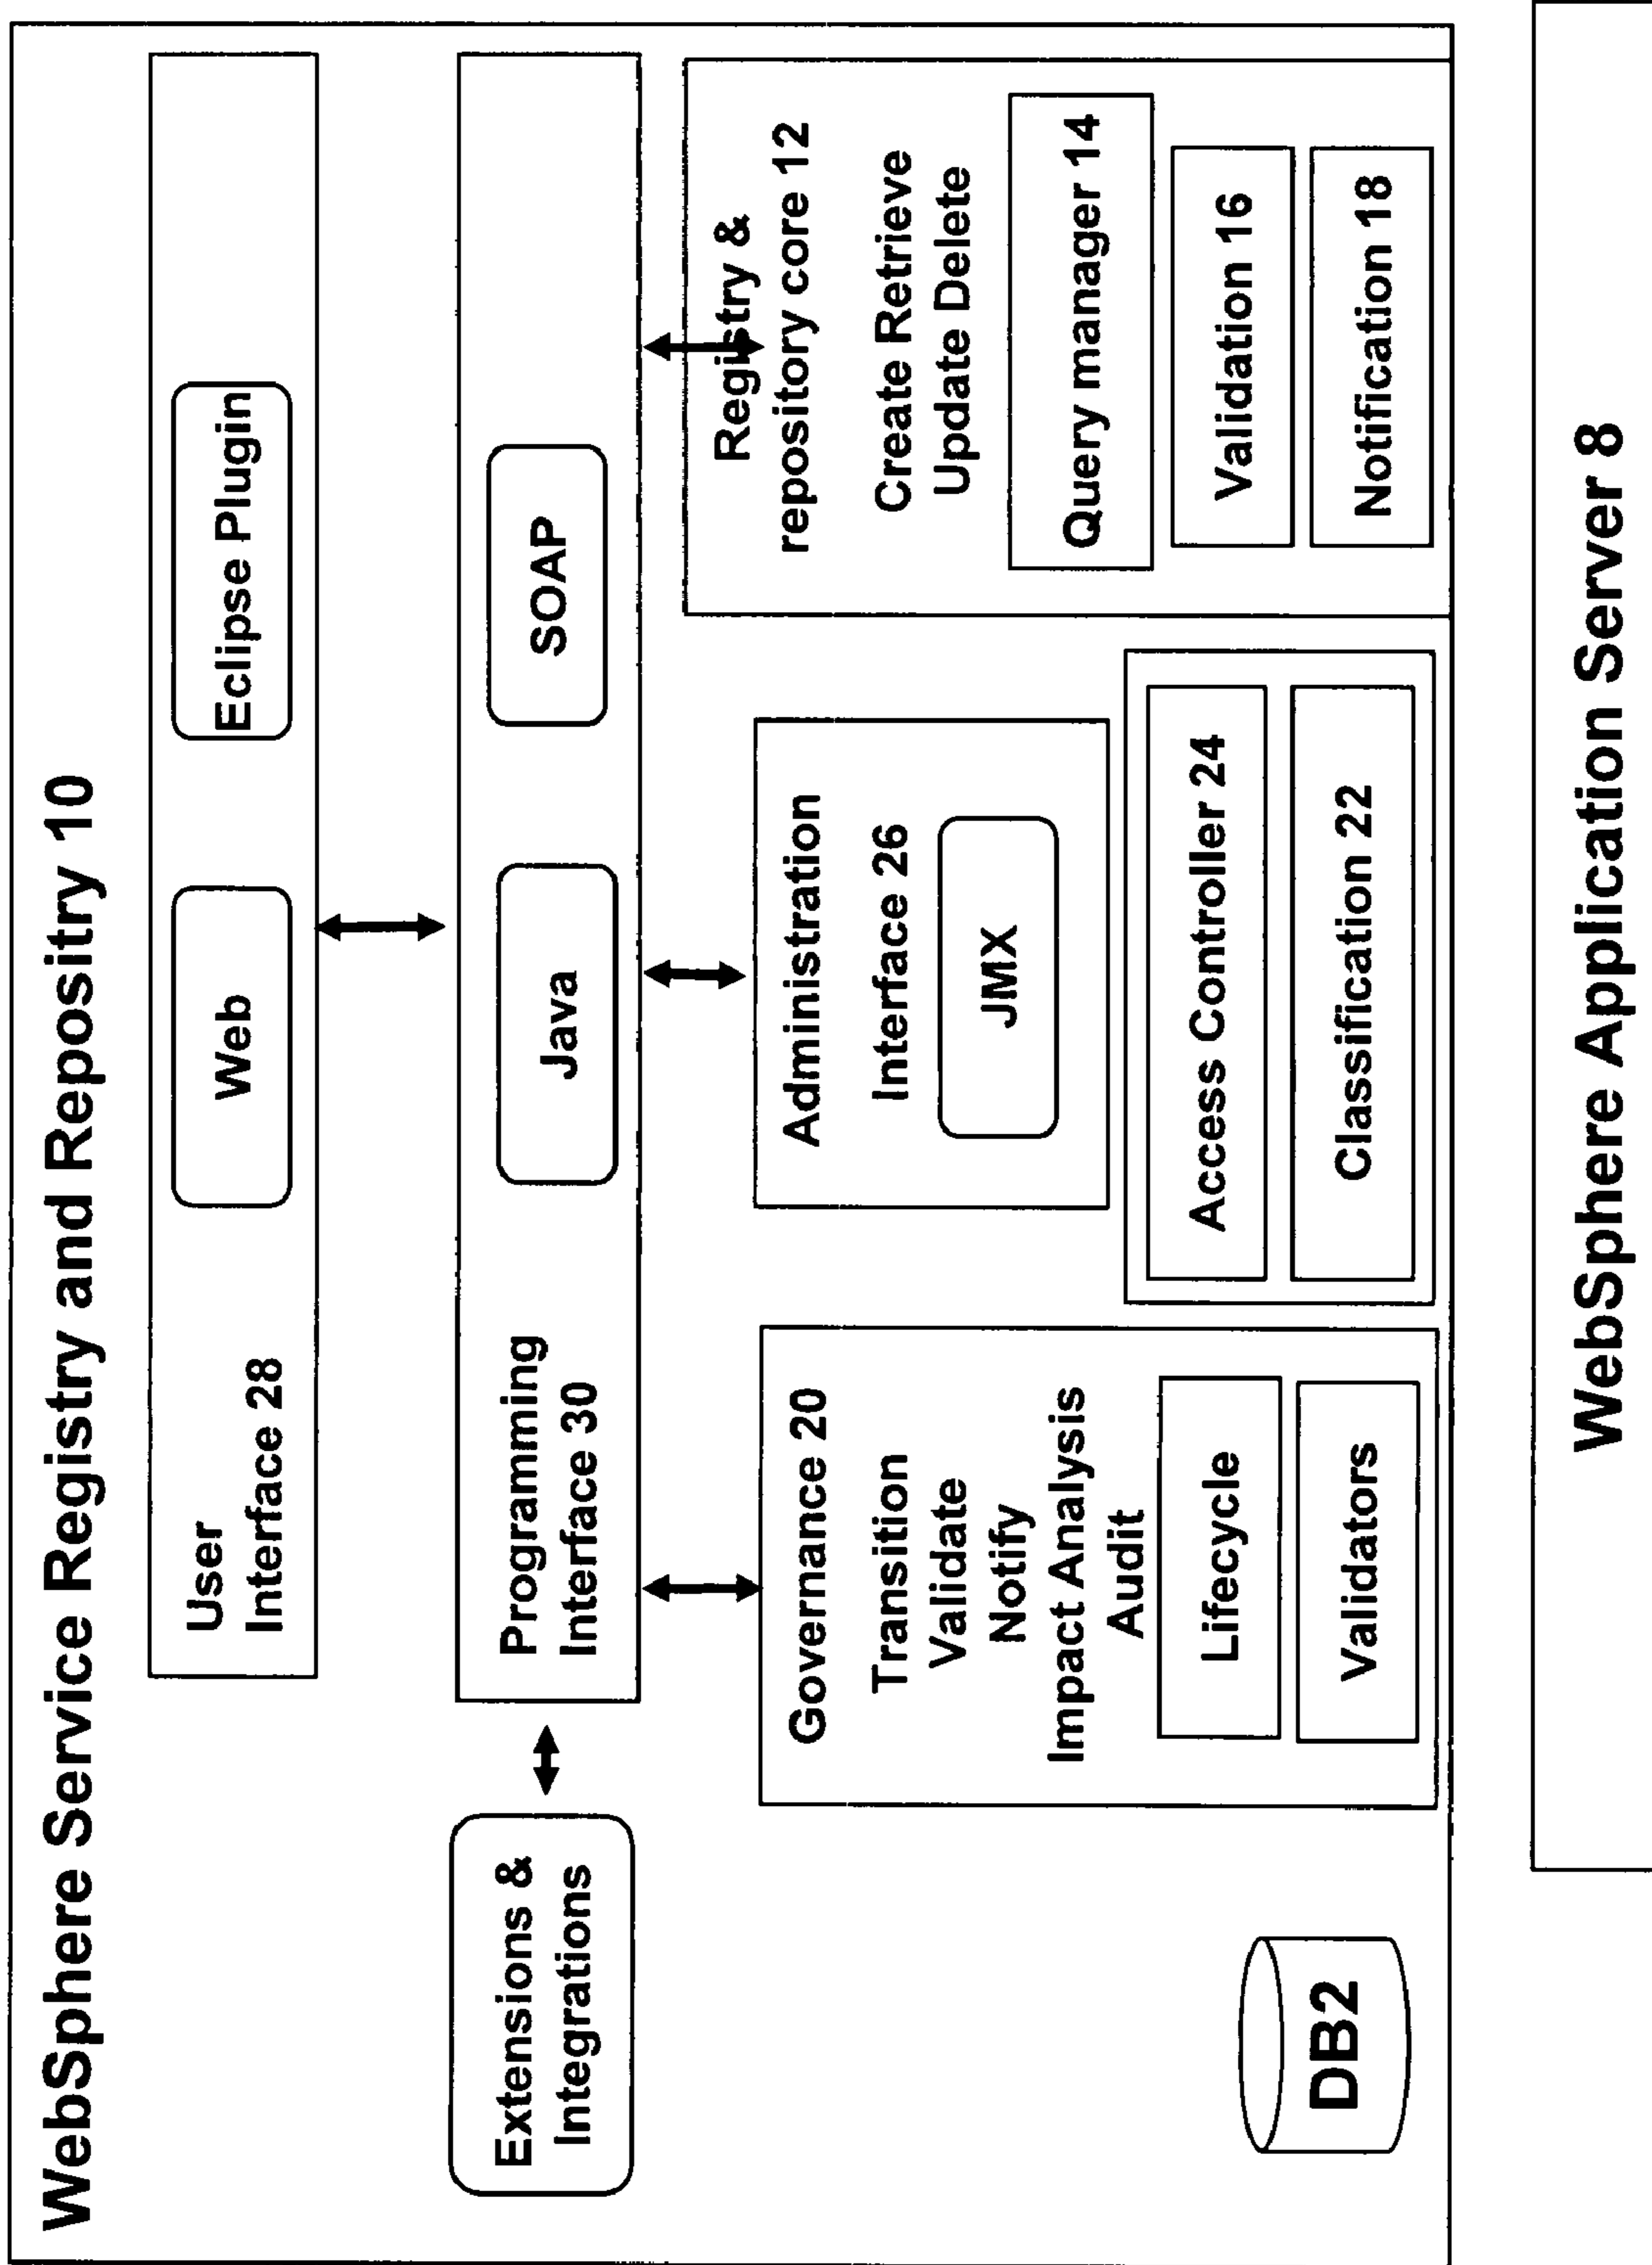 WebSphere Service Registry and Repositry 10
User
Interface 28
Web
Eclipse Plugin
Extensions &
Integrations
Programming
Interface 30
Java
SOAP
DB2
Governance 20
Transition
Validate
Notify
Impact Analysis
Audit
Lifecycle
Validators
Administration
Interface 26
JMX
Access Controller 24
Classification 22
Registry &
repository core 12
Create Retrieve
Update Delete
Query manager 14
Validation 16
Notification 18
WebSphere Application Server 8